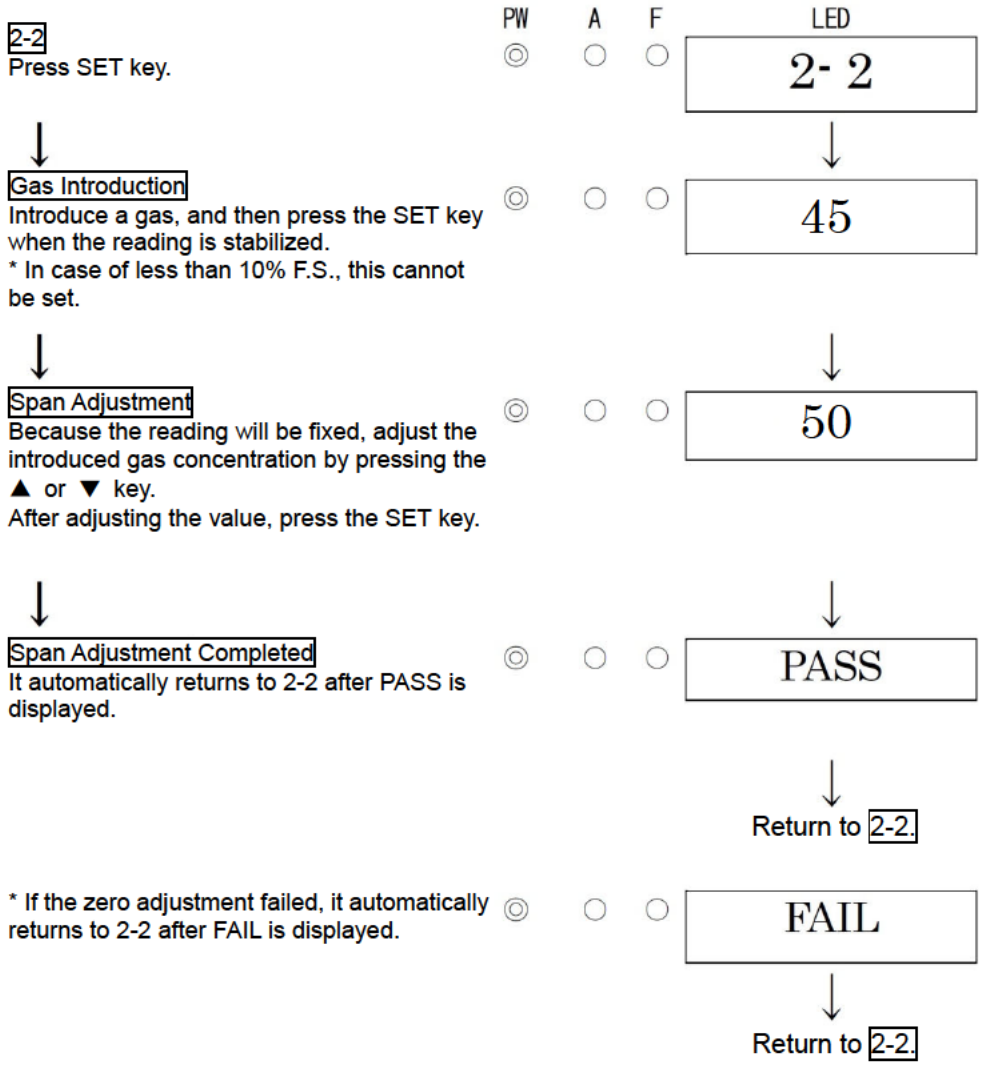 PW A F LED
2-2
Press SET key.
2- 2
Gas Introduction
Introduce a gas, and then press the SET key
when the reading is stabilized.
* In case of less than 10% F.S., this cannot
be set.
45
Span Adjustment
Because the reading will be fixed, adjust the
introduced gas concentration by pressing the
▲ or ▼ key.
After adjusting the value, press the SET key.
50
Span Adjustment Completed
It automatically returns to 2-2 after PASS is
displayed.
PASS
Return to 2-2.
* If the zero adjustment failed, it automatically
returns to 2-2 after FAIL is displayed.
FAIL
Return to 2-2.